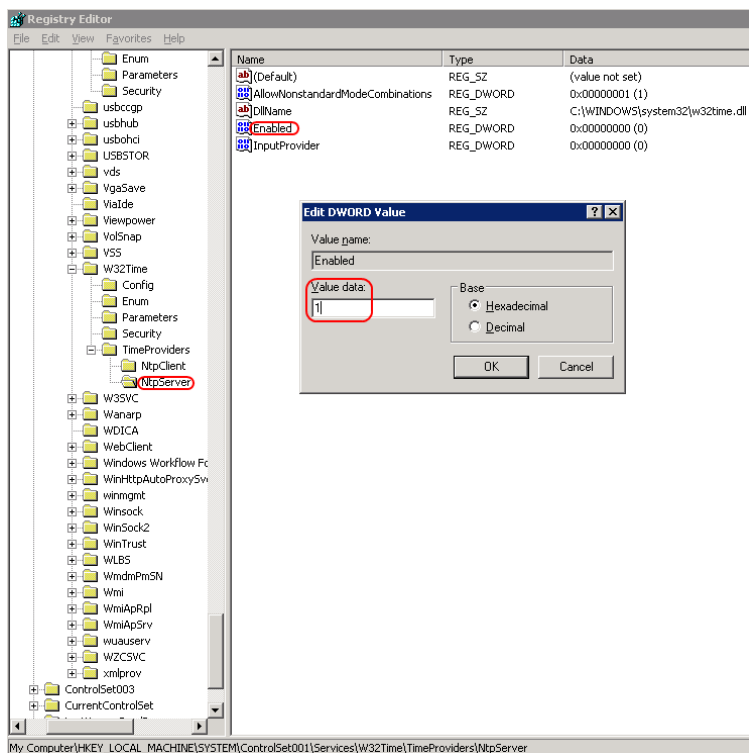 Registry Editor
File Edit View Favorites Help
Enum
Parameters
Security
usbccgp
usbhub
usbohci
USBSTOR
vds
VgaSave
ViaIde
Viewpower
VolSnap
VSS
W32Time
Config
Enum
Parameters
Security
TimeProviders
NtpClient
NtpServer
W3SVC
Wanarp
WDICA
WebClient
Windows Workflow Fo
WinHttpAutoProxySv
winmgmt
Winsock
WinSock2
WinTrust
WLBS
WmdmPmSN
Wmi
WmiApRpl
WmiApSrv
wuauserv
WZCSVC
xmlprov
ControlSet003
CurrentControlSet
Name Type Data
(Default) REG_SZ (value not set)
AllowNonstandardModeCombinations REG_DWORD 0x00000001 (1)
DllName REG_SZ C:\WINDOWS\system32\w32time.dll
Enabled REG_DWORD 0x00000000 (0)
InputProvider REG_DWORD 0x00000000 (0)
Edit DWORD Value
Value name:
Enabled
Value data:
1
Base
Hexadecimal
Decimal
OK Cancel
My Computer\HKEY_LOCAL_MACHINE\SYSTEM\ControlSet001\Services\W32Time\TimeProviders\NtpServer